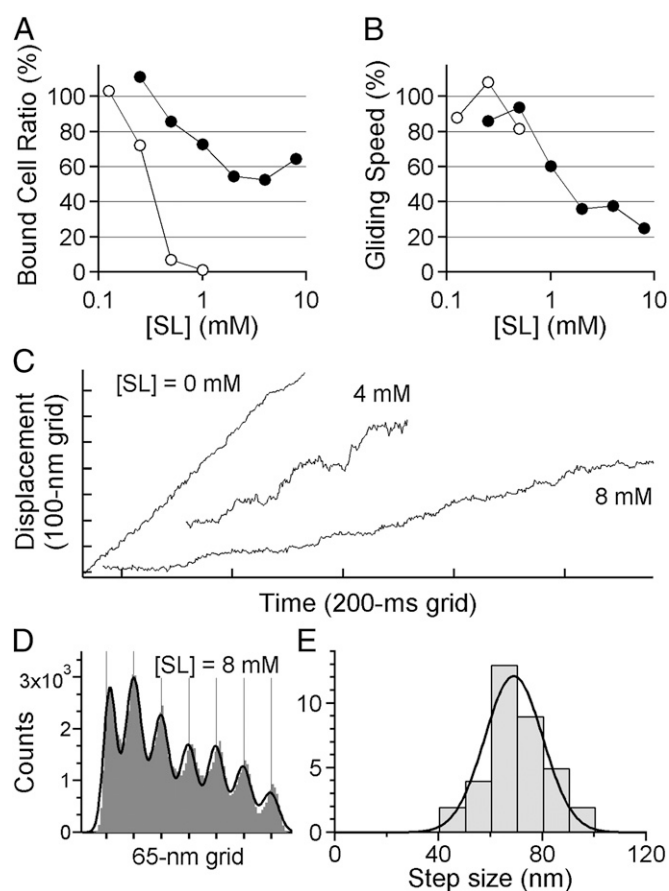 A
B
Bound Cell Ratio (%)
100
80
60
40
20
0
0.1
1
10
[SL] (mM)
Gliding Speed (%)
100
80
60
40
20
0
0.1
1
10
[SL] (mM)
C
[SL] = 0 mM
4 mM
8 mM
Displacement
(100-nm grid)
Time (200-ms grid)
D
[SL] = 8 mM
3x10³
2
1
0
Counts
65-nm grid
E
10
5
0
0
40
80
120
Step size (nm)